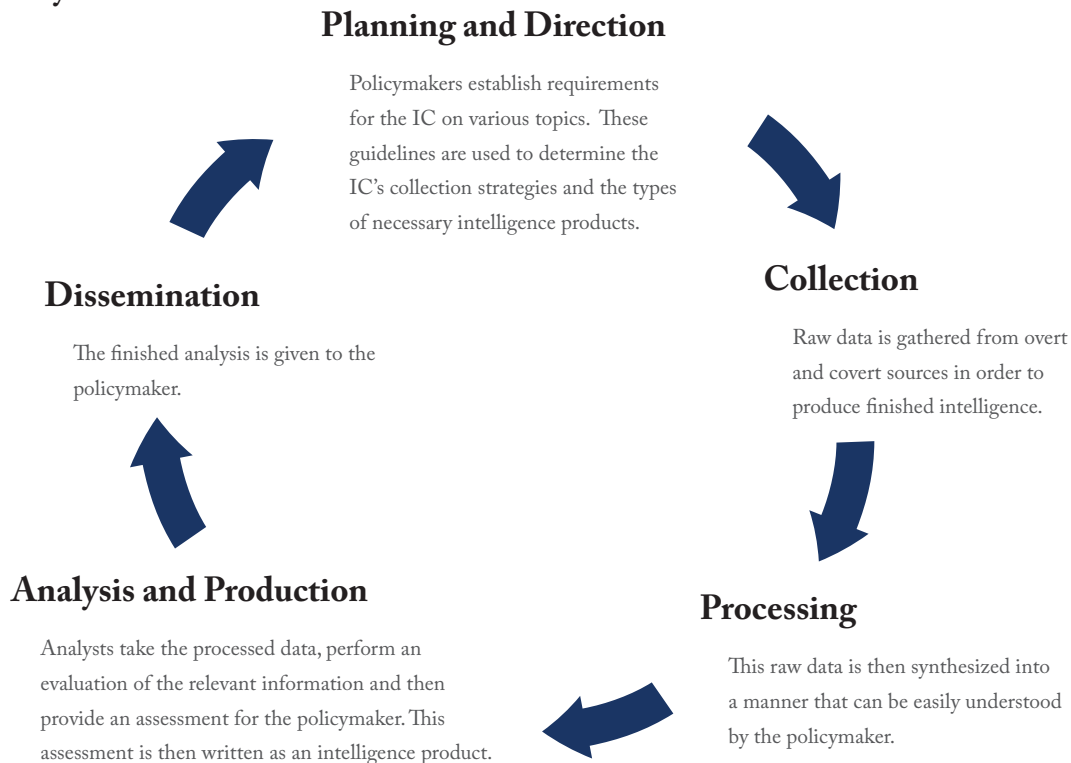 Planning and Direction
Policymakers establish requirements
for the IC on various topics.  These
guidelines are used to determine the
IC's collection strategies and the types
of necessary intelligence products.
Collection
Raw data is gathered from overt
and covert sources in order to
produce finished intelligence.
Processing
This raw data is then synthesized into
a manner that can be easily understood
by the policymaker.
Analysis and Production
Analysts take the processed data, perform an
evaluation of the relevant information and then
provide an assessment for the policymaker. This
assessment is then written as an intelligence product.
Dissemination
The finished analysis is given to the
policymaker.